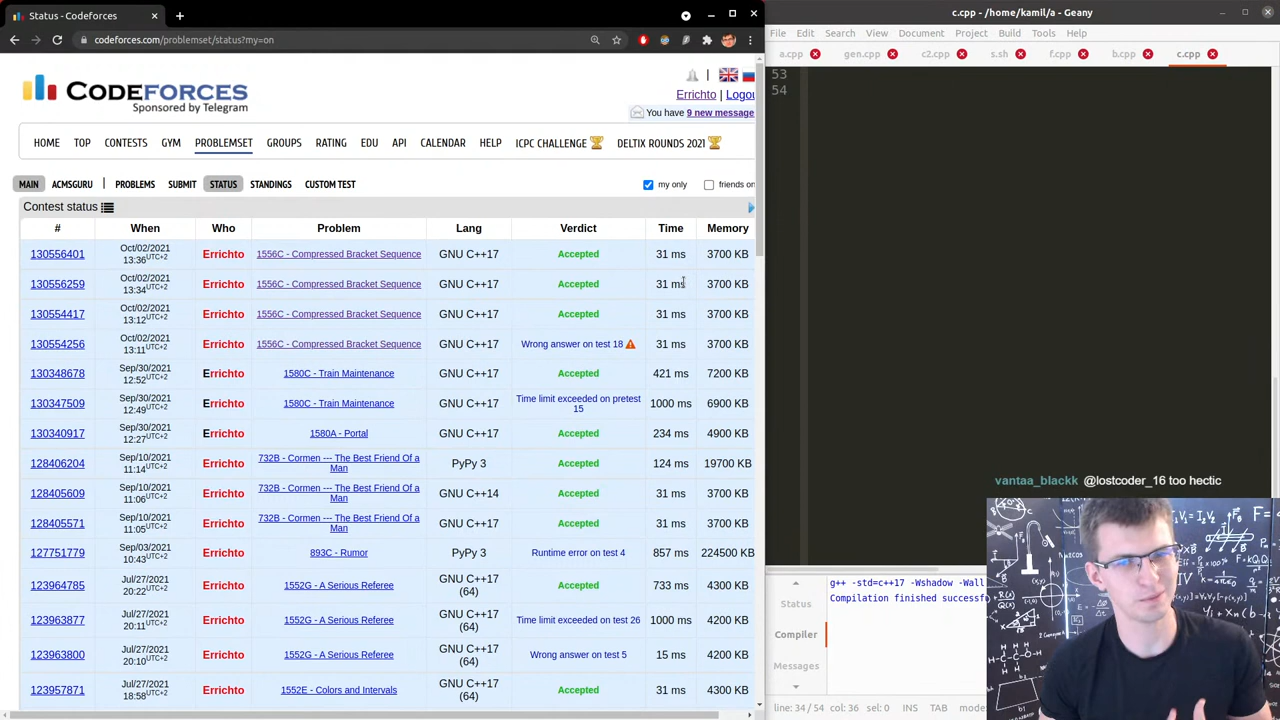 Status - Codeforces
c.cpp - /home/kamil/a - Geany
codeforces.com/problemset/status?my=on
File Edit Search View Document Project Build Tools Help
a.cpp gen.cpp c2.cpp s.sh f.cpp b.cpp c.cpp
53
54
CODEFORCES
Sponsored by Telegram
Errichto | Logou
You have 9 new message
HOME TOP CONTESTS GYM PROBLEMSET GROUPS RATING EDU API CALENDAR HELP ICPC CHALLENGE DELTIX ROUNDS 2021
MAIN ACMSGURU | PROBLEMS SUBMIT STATUS STANDINGS CUSTOM TEST my only friends on
Contest status
# When Who Problem Lang Verdict Time Memory
130556401 Oct/02/2021 13:36 UTC+2 Errichto 1556C - Compressed Bracket Sequence GNU C++17 Accepted 31 ms 3700 KB
130556259 Oct/02/2021 13:34 UTC+2 Errichto 1556C - Compressed Bracket Sequence GNU C++17 Accepted 31 ms 3700 KB
130554417 Oct/02/2021 13:12 UTC+2 Errichto 1556C - Compressed Bracket Sequence GNU C++17 Accepted 31 ms 3700 KB
130554256 Oct/02/2021 13:11 UTC+2 Errichto 1556C - Compressed Bracket Sequence GNU C++17 Wrong answer on test 18 31 ms 3700 KB
130348678 Sep/30/2021 12:52 UTC+2 Errichto 1580C - Train Maintenance GNU C++17 Accepted 421 ms 7200 KB
130347509 Sep/30/2021 12:49 UTC+2 Errichto 1580C - Train Maintenance GNU C++17 Time limit exceeded on pretest 15 1000 ms 6900 KB
130340917 Sep/30/2021 12:27 UTC+2 Errichto 1580A - Portal GNU C++17 Accepted 234 ms 4900 KB
128406204 Sep/10/2021 11:14 UTC+2 Errichto 732B - Cormen --- The Best Friend Of a Man PyPy 3 Accepted 124 ms 19700 KB
128405609 Sep/10/2021 11:06 UTC+2 Errichto 732B - Cormen --- The Best Friend Of a Man GNU C++14 Accepted 31 ms 3700 KB
128405571 Sep/10/2021 11:05 UTC+2 Errichto 732B - Cormen --- The Best Friend Of a Man GNU C++17 Accepted 31 ms 3700 KB
127751779 Sep/03/2021 10:43 UTC+2 Errichto 893C - Rumor PyPy 3 Runtime error on test 4 857 ms 224500 KB
123964785 Jul/27/2021 20:22 UTC+2 Errichto 1552G - A Serious Referee GNU C++17 (64) Accepted 733 ms 4300 KB
123963877 Jul/27/2021 20:11 UTC+2 Errichto 1552G - A Serious Referee GNU C++17 (64) Time limit exceeded on test 26 1000 ms 4200 KB
123963800 Jul/27/2021 20:10 UTC+2 Errichto 1552G - A Serious Referee GNU C++17 (64) Wrong answer on test 5 15 ms 4200 KB
123957871 Jul/27/2021 18:58 UTC+2 Errichto 1552E - Colors and Intervals GNU C++17 (64) Accepted 31 ms 4300 KB
vantaa_blackk @lostcoder_16 too hectic
Status
Compiler
Messages
g++ -std=c++17 -Wshadow -Wall
Compilation finished successfu
line: 34 / 54 col: 36 sel: 0 INS TAB mode: